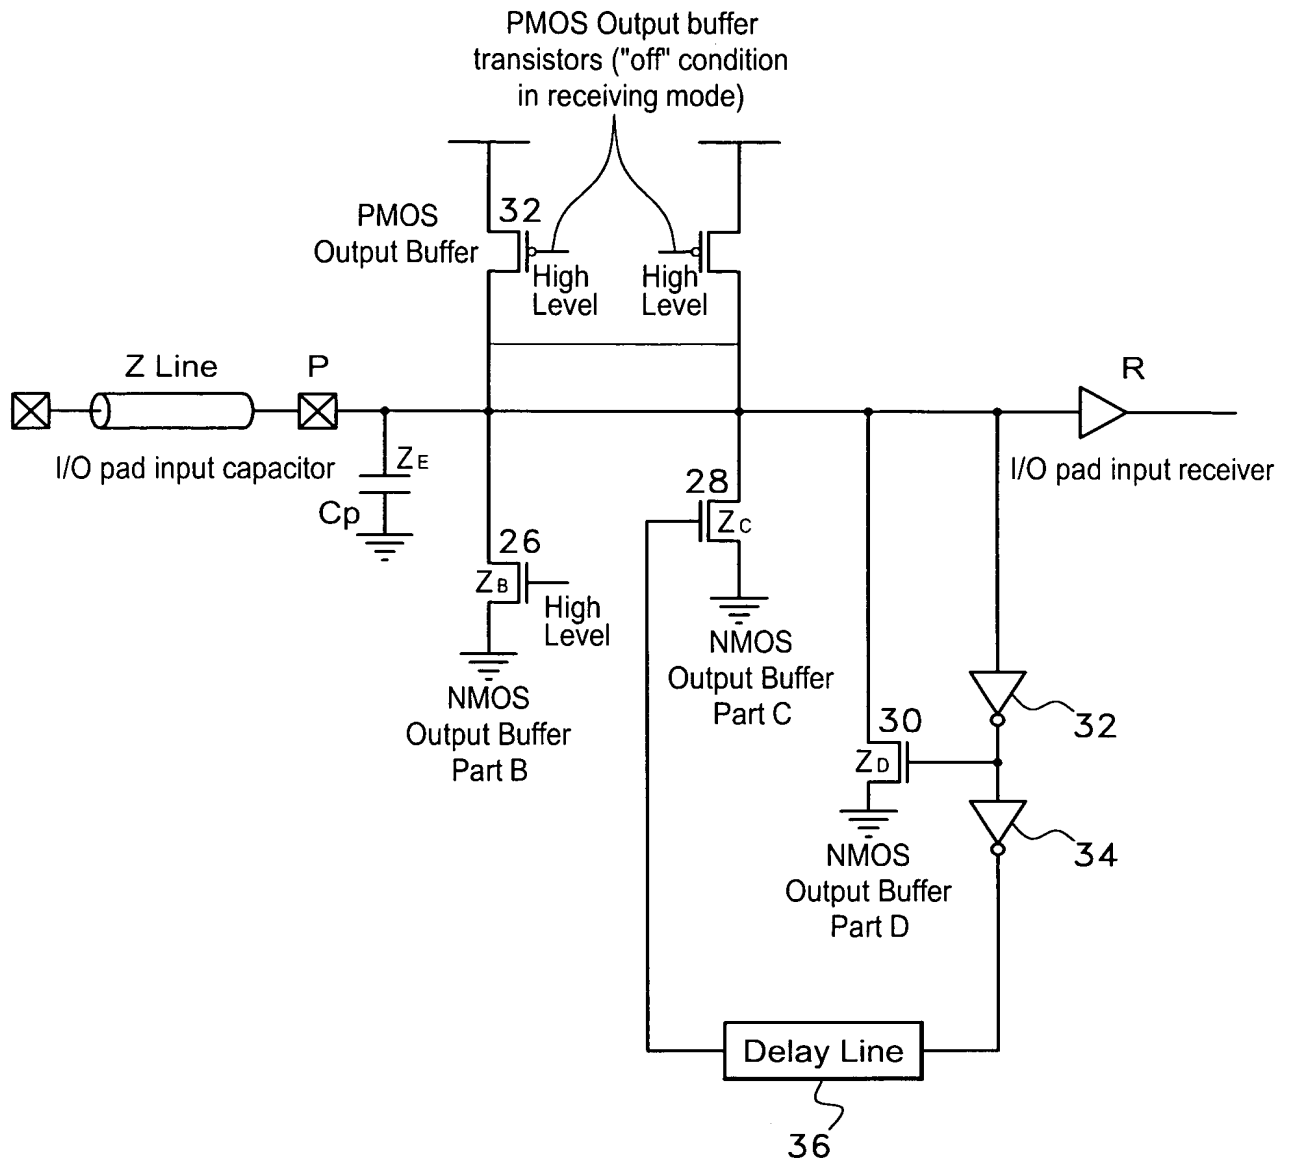 PMOS Output buffer
transistors ("off" condition
in receiving mode)
32
PMOS
Output Buffer
High
Level
High
Level
Z Line
P
R
I/O pad input capacitor
ZE
Cp
I/O pad input receiver
28
ZC
26
ZB
High
Level
NMOS
Output Buffer
Part C
NMOS
Output Buffer
Part B
30
ZD
32
34
NMOS
Output Buffer
Part D
Delay Line
36